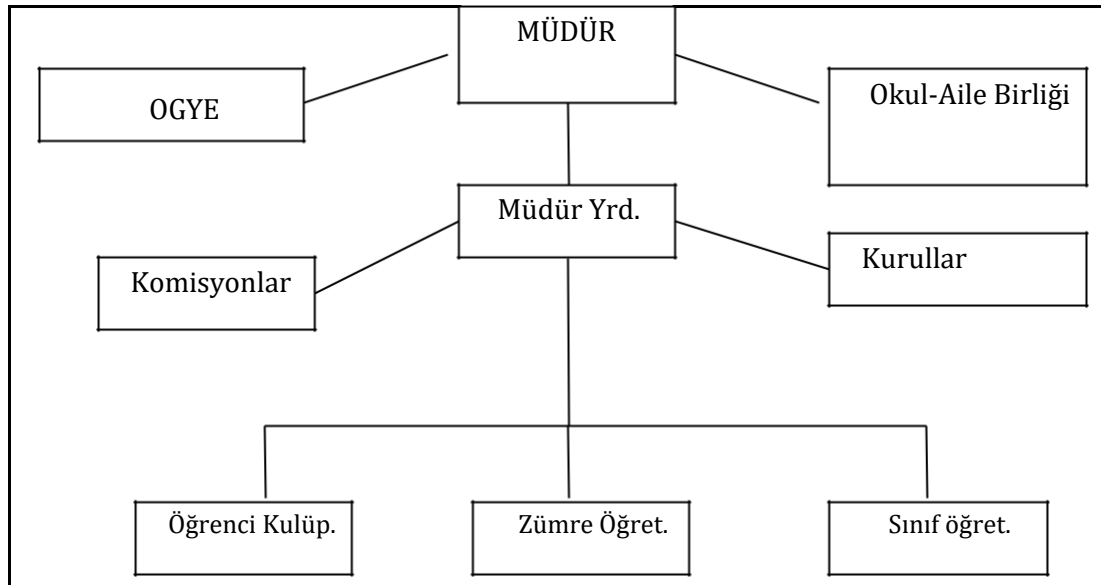 MÜDÜR
OGYE
Okul-Aile Birliği
Müdür Yrd.
Komisyonlar
Kurullar
Öğrenci Kulüp.
Zümre Öğret.
Sınıf öğret.